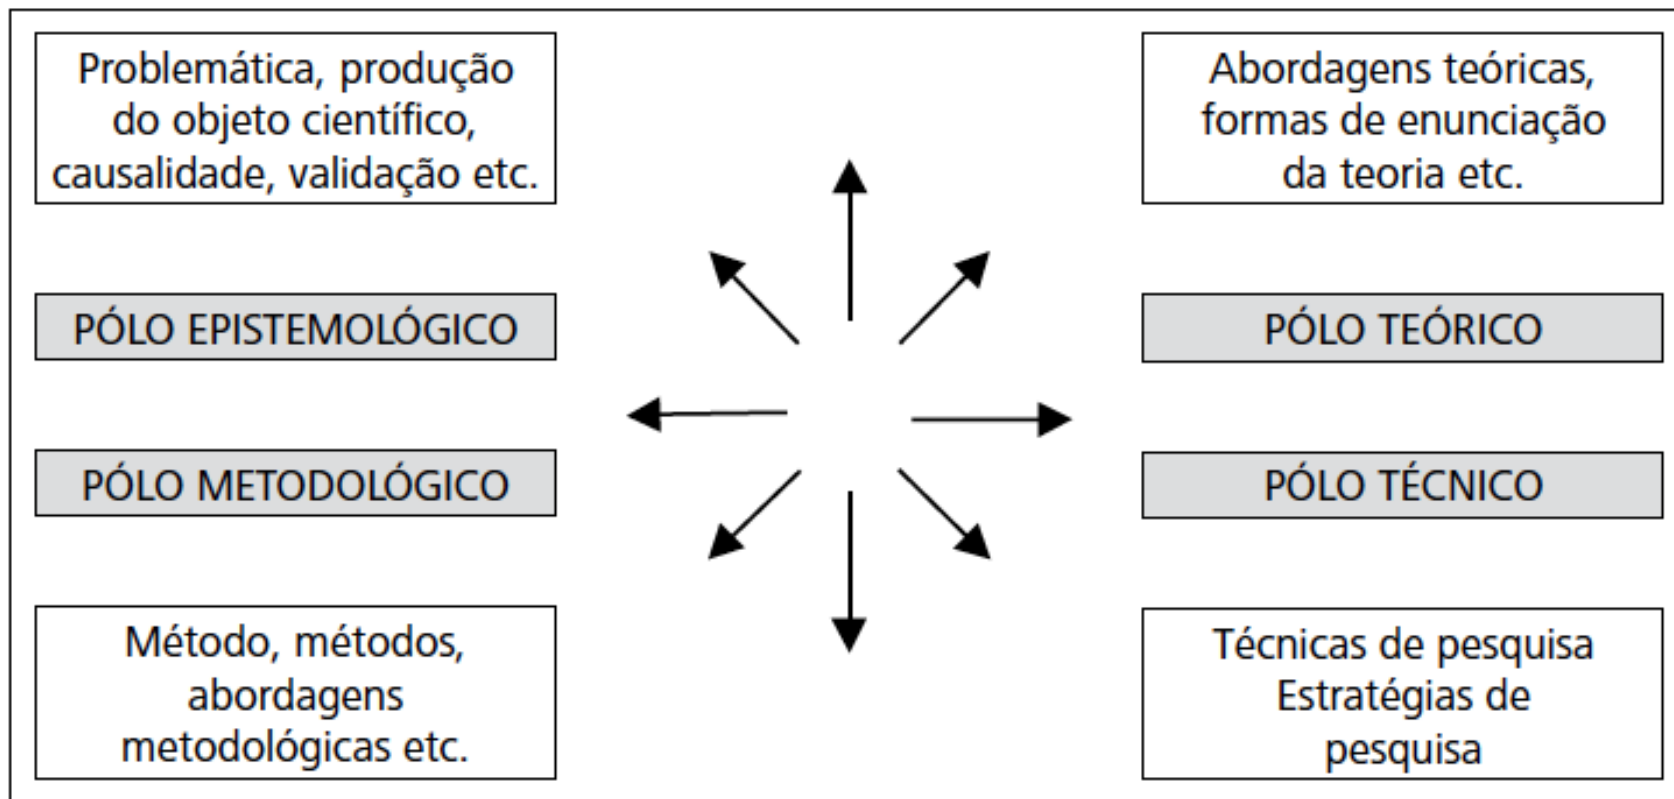 Problemática, produção
do objeto científico,
causalidade, validação etc.
Abordagens teóricas,
formas de enunciação
da teoria etc.
PÓLO EPISTEMOLÓGICO
PÓLO TEÓRICO
PÓLO METODOLÓGICO
PÓLO TÉCNICO
Método, métodos,
abordagens
metodológicas etc.
Técnicas de pesquisa
Estratégias de
pesquisa